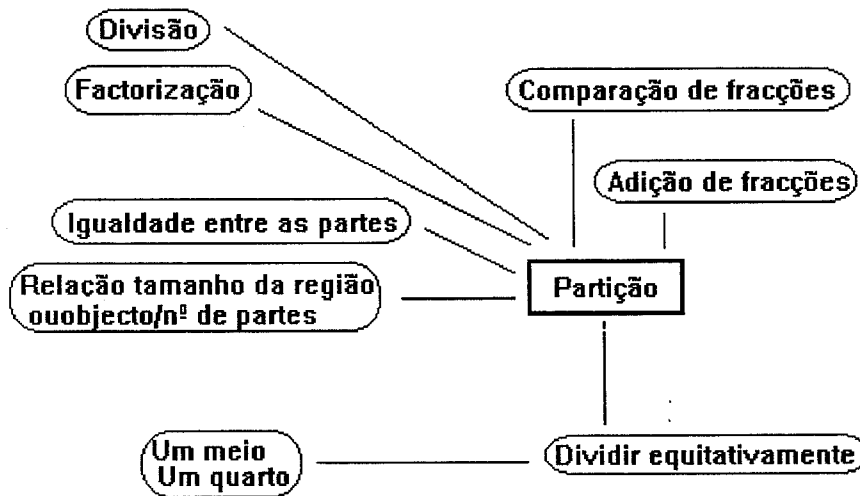 Divisão
Factorização
Comparação de fracções
Adição de fracções
Igualdade entre as partes
Relação tamanho da região
ouobjecto/nº de partes
Partição
Um meio
Um quarto
Dividir equitativamente